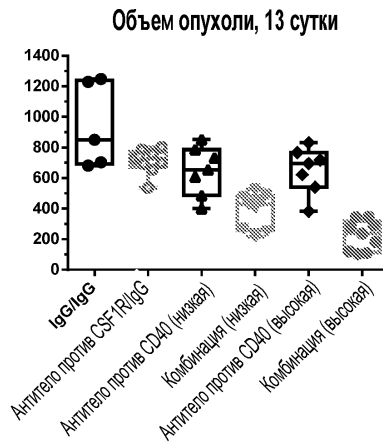 Объем опухоли, 13 сутки
1400
1200
1000
800
600
400
200
0
IgG/IgG
Антитело против CSF1R/IgG
Антитело против CD40 (низкая)
Комбинация (низкая)
Антитело против CD40 (высокая)
Комбинация (высокая)